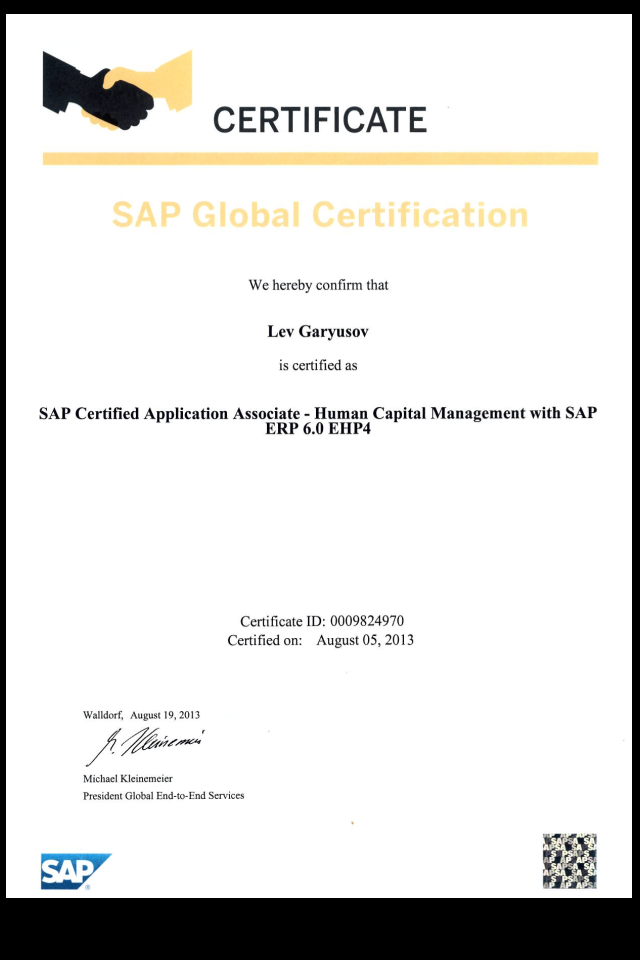 CERTIFICATE
SAP Global Certification
We hereby confirm that
Lev Garyusov
is certified as
SAP Certified Application Associate - Human Capital Management with SAP
ERP 6.0 EHP4
Certificate ID: 0009824970
Certified on: August 05, 2013
Walldorf, August 19, 2013
Michael Kleinemeier
President Global End-to-End Services
SAP